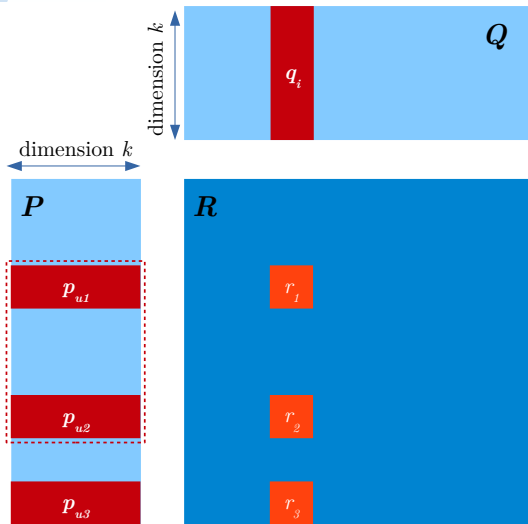 Q
dimension k
q_i
dimension k
P
R
p_u1
r_1
p_u2
r_2
p_u3
r_3